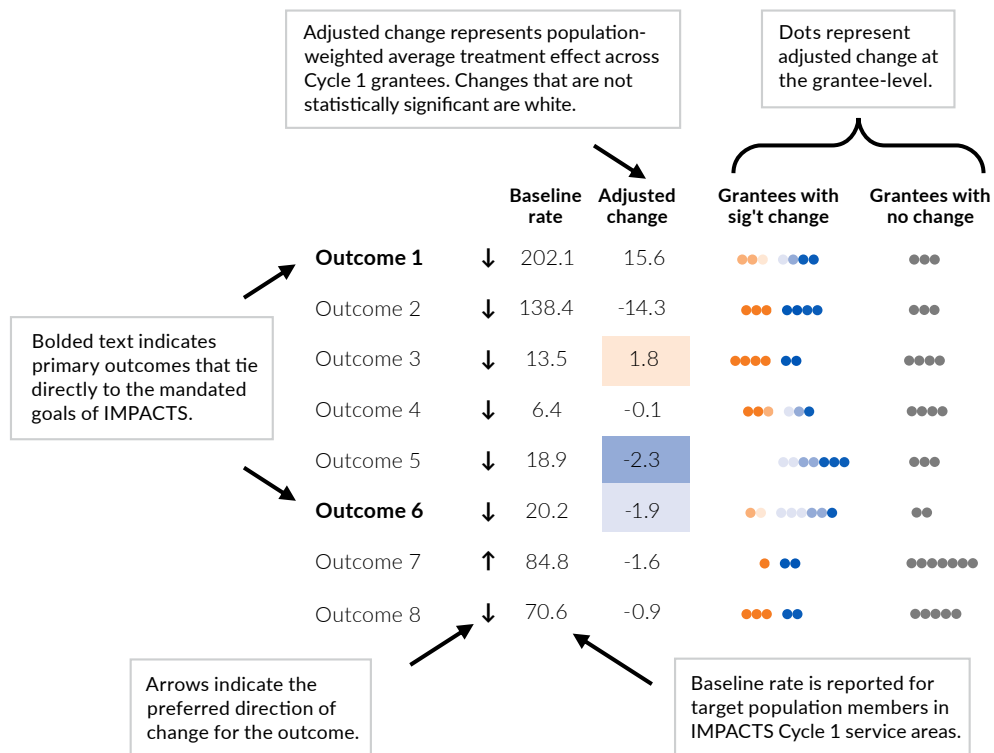 Adjusted change represents population-
weighted average treatment effect across
Cycle 1 grantees. Changes that are not
statistically significant are white.
Dots represent
adjusted change at
the grantee-level.
Baseline rate
Adjusted change
Grantees with sig't change
Grantees with no change
Outcome 1 ↓ 202.1 15.6
Outcome 2 ↓ 138.4 -14.3
Outcome 3 ↓ 13.5 1.8
Outcome 4 ↓ 6.4 -0.1
Outcome 5 ↓ 18.9 -2.3
Outcome 6 ↓ 20.2 -1.9
Outcome 7 ↑ 84.8 -1.6
Outcome 8 ↓ 70.6 -0.9
Bolded text indicates
primary outcomes that tie
directly to the mandated
goals of IMPACTS.
Arrows indicate the
preferred direction of
change for the outcome.
Baseline rate is reported for
target population members in
IMPACTS Cycle 1 service areas.